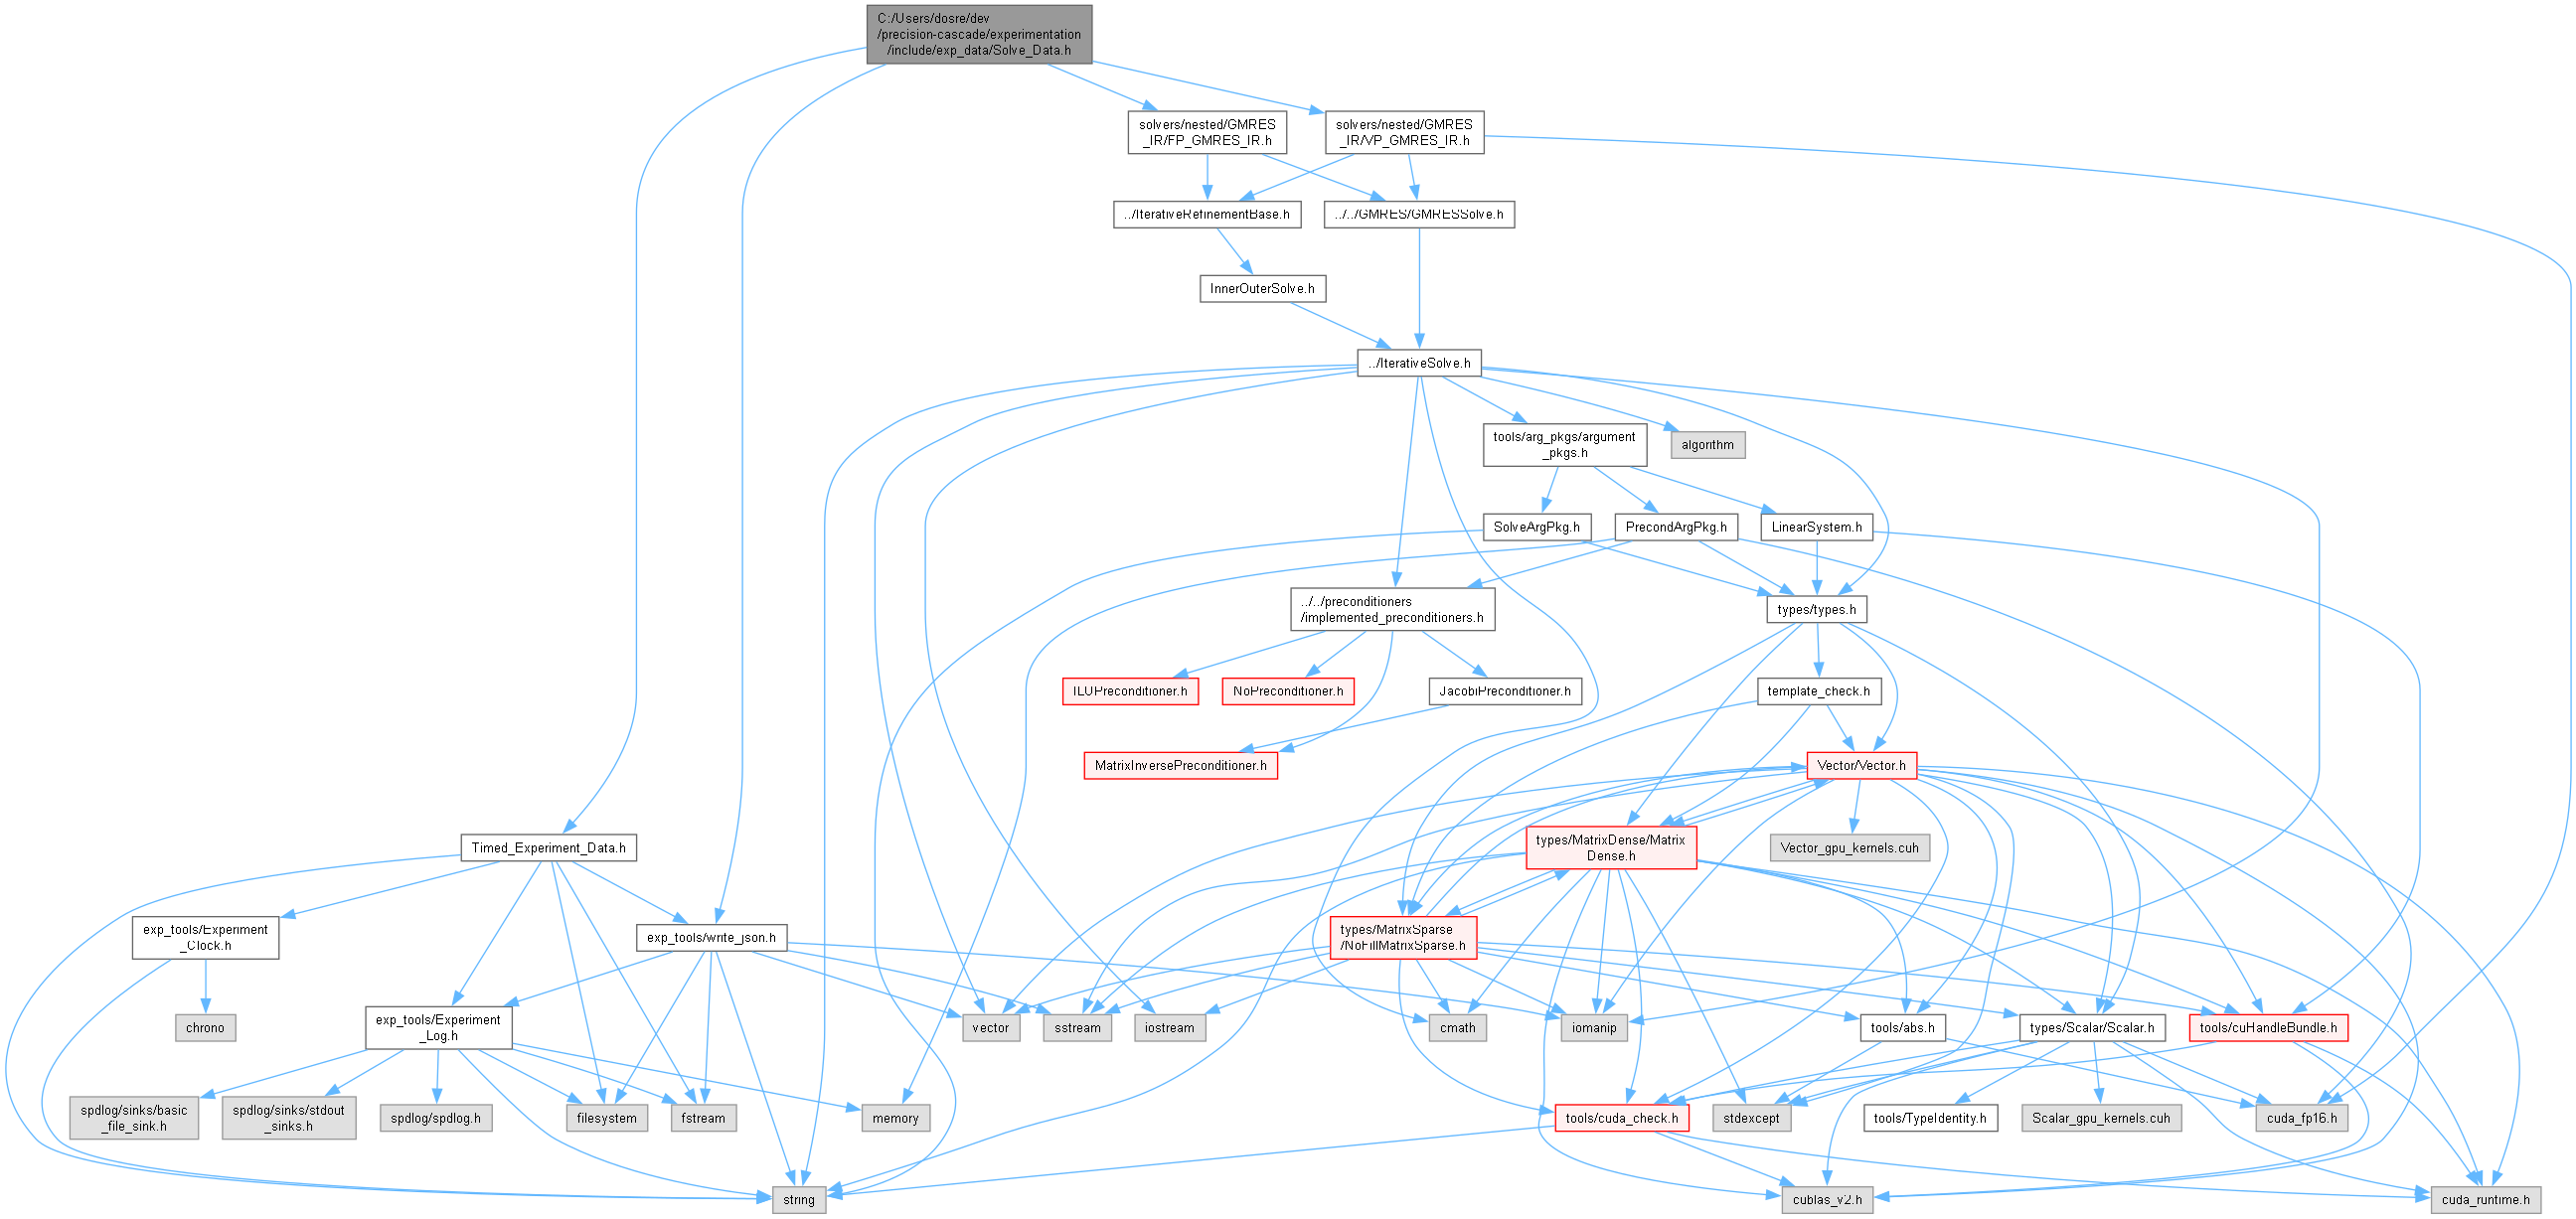 C:/Users/dosre/dev
/precision-cascade/experimentation
/include/exp_data/Solve_Data.h
solvers/nested/GMRES
_IR/FP_GMRES_IR.h
solvers/nested/GMRES
_IR/VP_GMRES_IR.h
../IterativeRefinementBase.h
../../GMRES/GMRESSolve.h
InnerOuterSolve.h
../IterativeSolve.h
tools/arg_pkgs/argument
_pkgs.h
algorithm
SolveArgPkg.h
PrecondArgPkg.h
LinearSystem.h
../../preconditioners
/implemented_preconditioners.h
types/types.h
ILUPreconditioner.h
NoPreconditioner.h
JacobiPreconditioner.h
template_check.h
MatrixInversePreconditioner.h
Vector/Vector.h
Timed_Experiment_Data.h
types/MatrixDense/Matrix
Dense.h
Vector_gpu_kernels.cuh
exp_tools/Experiment
_Clock.h
exp_tools/write_json.h
types/MatrixSparse
/NoFillMatrixSparse.h
chrono
exp_tools/Experiment
_Log.h
vector
sstream
iostream
cmath
iomanip
tools/abs.h
types/Scalar/Scalar.h
tools/cuHandleBundle.h
spdlog/sinks/basic
_file_sink.h
spdlog/sinks/stdout
_sinks.h
spdlog/spdlog.h
filesystem
fstream
memory
tools/cuda_check.h
stdexcept
tools/TypeIdentity.h
Scalar_gpu_kernels.cuh
cuda_fp16.h
string
cublas_v2.h
cuda_runtime.h